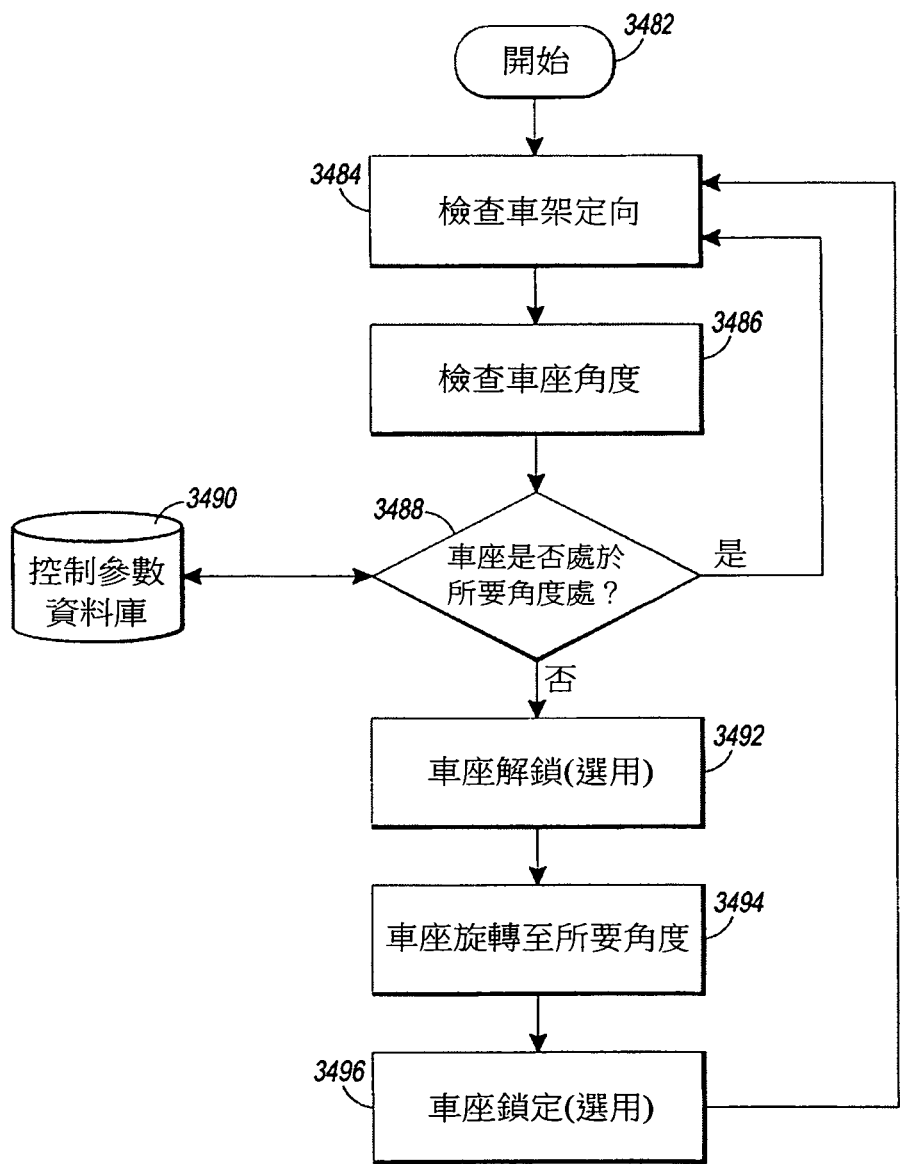 3482
開始
3484
檢查車架定向
3486
檢查車座角度
3490
控制參數
資料庫
3488
車座是否處於
所要角度處？
是
否
3492
車座解鎖(選用)
3494
車座旋轉至所要角度
3496
車座鎖定(選用)